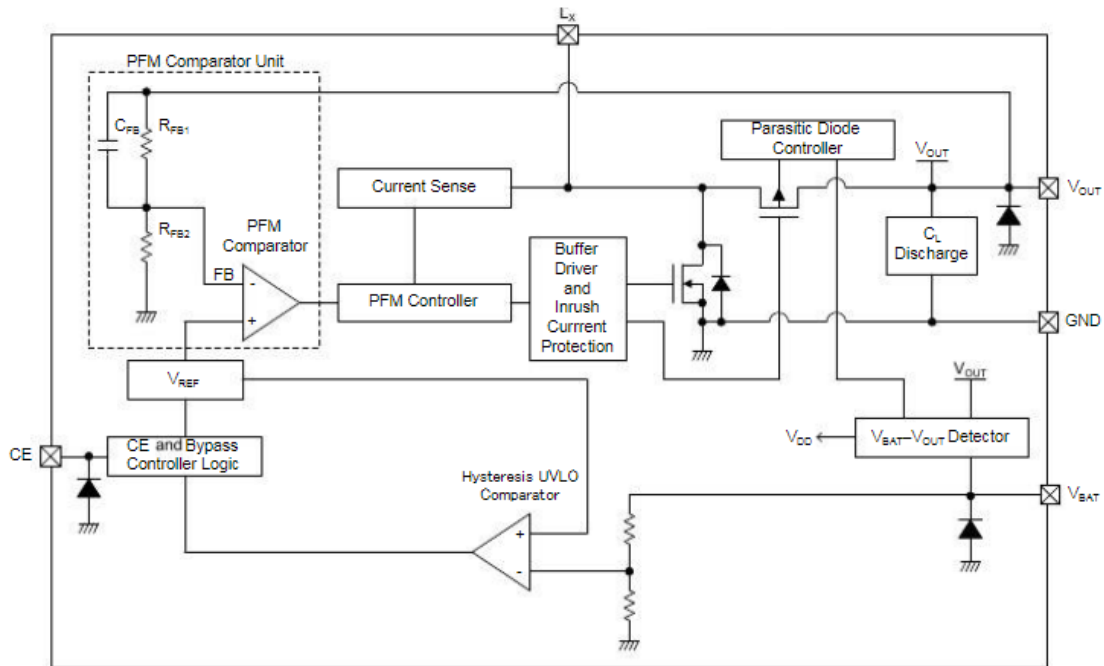 LX
PFM Comparator Unit
CFB
RFB1
RFB2
PFM
Comparator
FB
-
+
Current Sense
PFM Controller
Buffer
Driver
and
Inrush
Currrent
Protection
Parasitic Diode
Controller
VOUT
VOUT
CL
Discharge
GND
VREF
CE
CE and Bypass
Controller Logic
Hysteresis UVLO
Comparator
+
-
VOUT
VDD
VBAT-VOUT Detector
VBAT